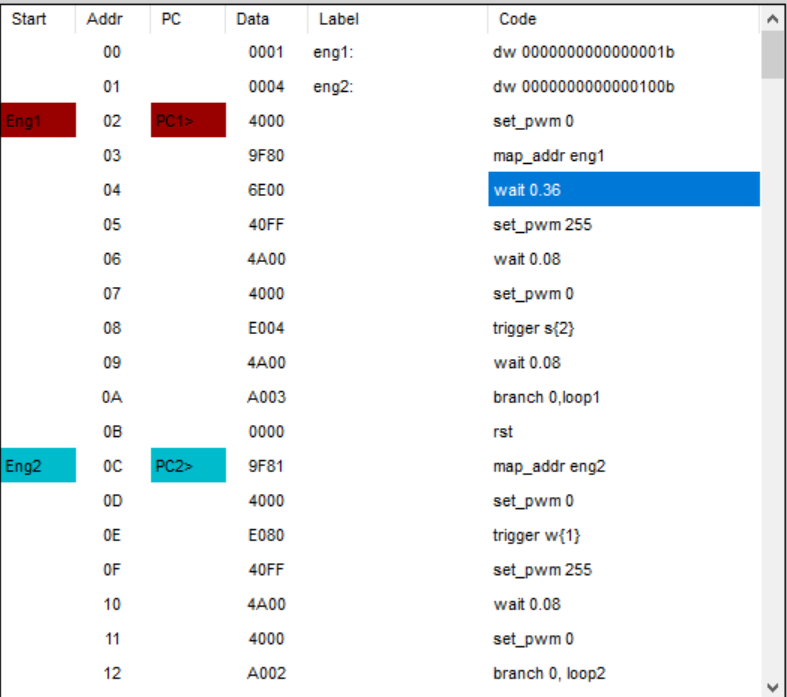 Start Addr PC Data Label Code
00 0001 eng1: dw 0000000000000001b
01 0004 eng2: dw 0000000000000100b
Eng1 02 PC1> 4000 set_pwm 0
03 9F80 map_addr eng1
04 6E00 wait 0.36
05 40FF set_pwm 255
06 4A00 wait 0.08
07 4000 set_pwm 0
08 E004 trigger s{2}
09 4A00 wait 0.08
0A A003 branch 0,loop1
0B 0000 rst
Eng2 0C PC2> 9F81 map_addr eng2
0D 4000 set_pwm 0
0E E080 trigger w{1}
0F 40FF set_pwm 255
10 4A00 wait 0.08
11 4000 set_pwm 0
12 A002 branch 0, loop2